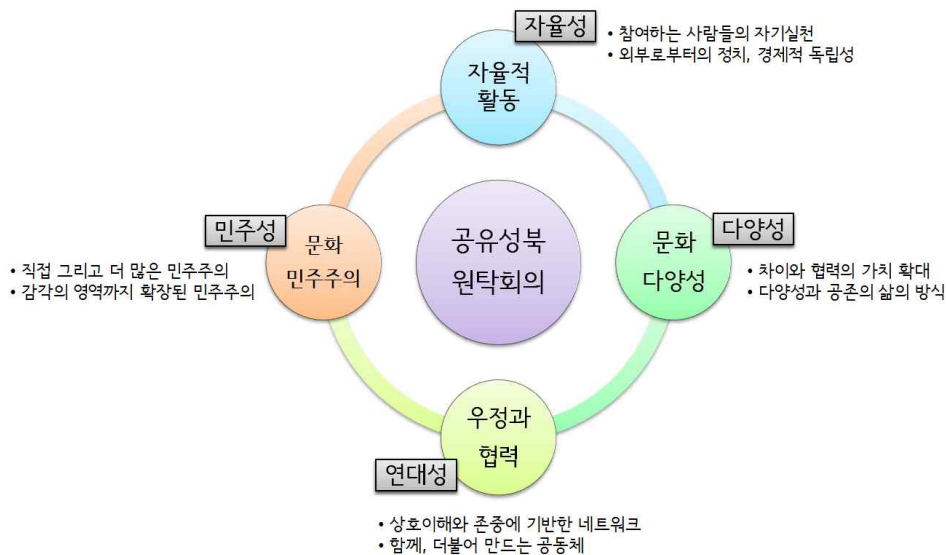 자율성
• 참여하는 사람들의 자기실천
• 외부로부터의 정치, 경제적 독립성
자율적
활동
민주성
• 직접 그리고 더 많은 민주주의
• 감각의 영역까지 확장된 민주주의
문화
민주주의
공유성북
원탁회의
문화
다양성
다양성
• 차이와 협력의 가치 확대
• 다양성과 공존의 삶의 방식
우정과
협력
연대성
• 상호이해와 존중에 기반한 네트워크
• 함께, 더불어 만드는 공동체